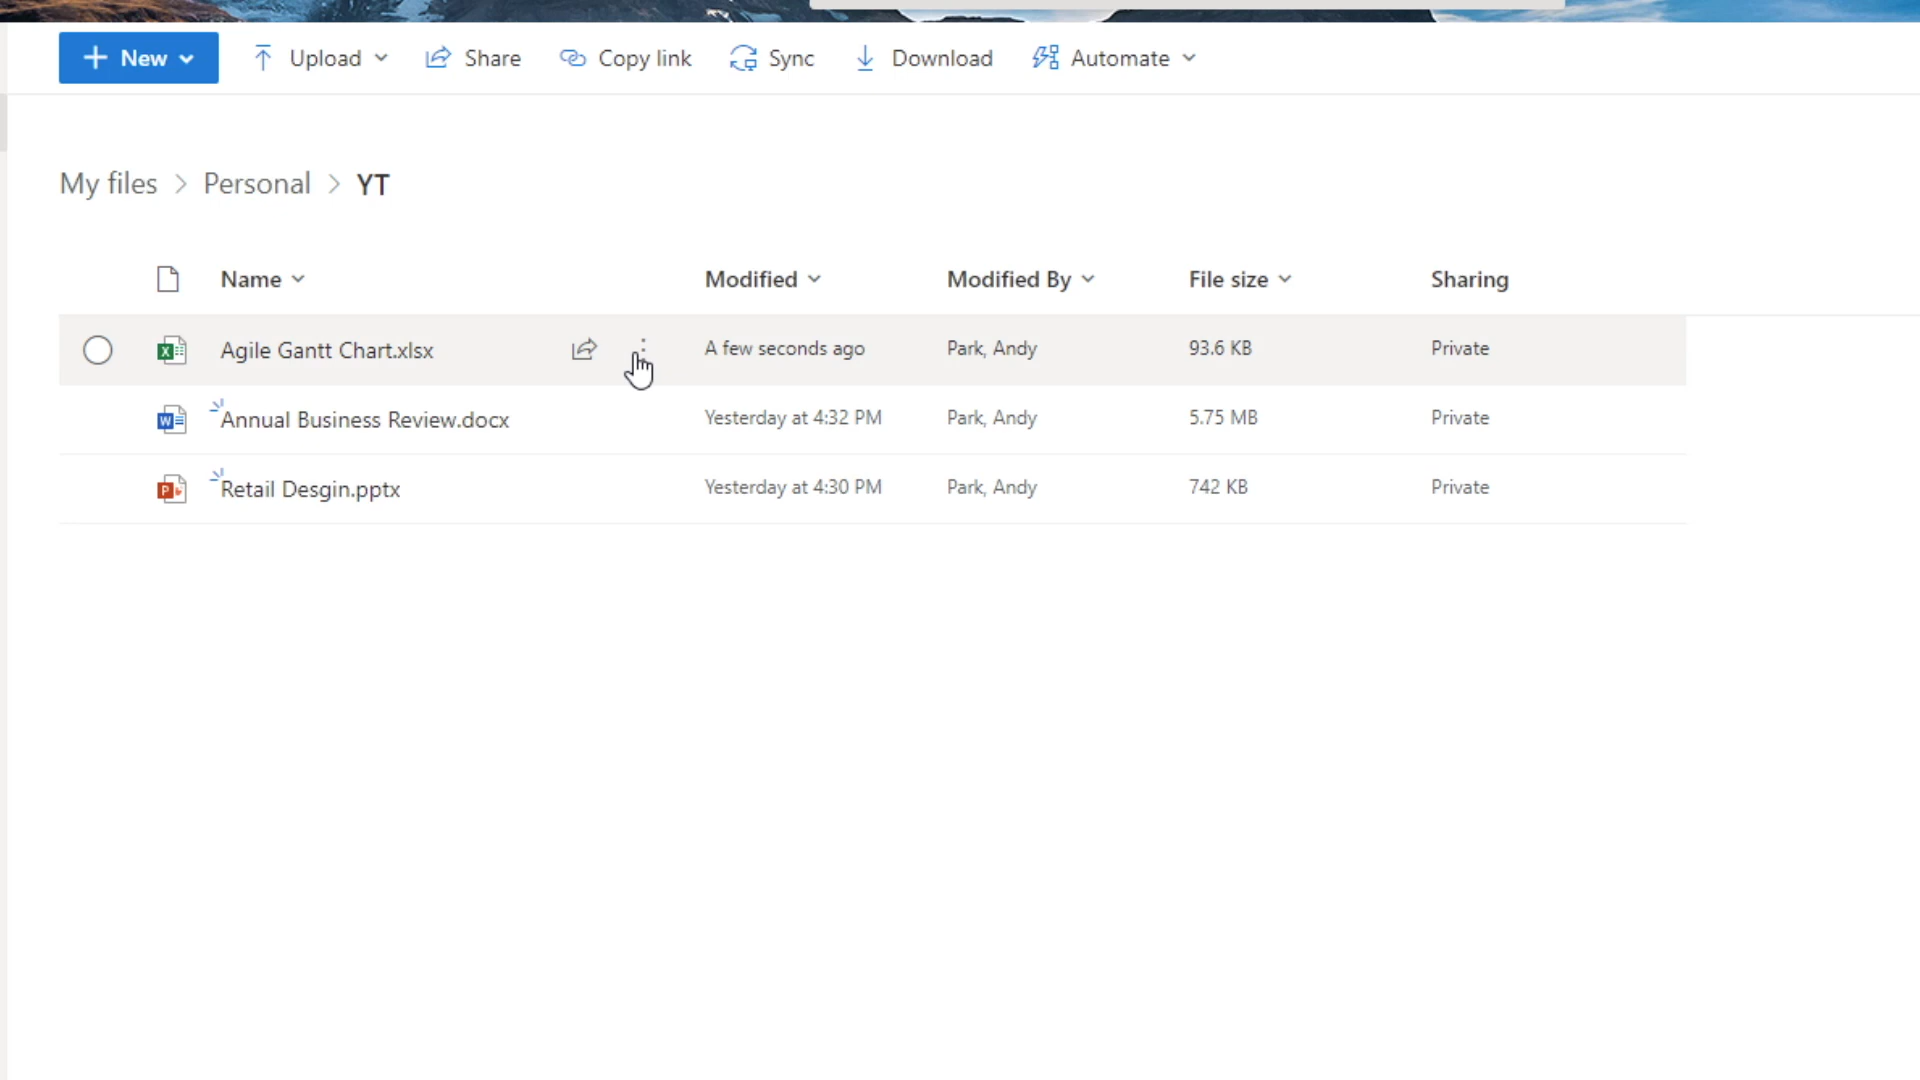 New Upload Share Copy link Sync Download Automate
My files > Personal > YT
Name Modified Modified By File size Sharing
Agile Gantt Chart.xlsx A few seconds ago Park, Andy 93.6 KB Private
Annual Business Review.docx Yesterday at 4:32 PM Park, Andy 5.75 MB Private
Retail Desgin.pptx Yesterday at 4:30 PM Park, Andy 742 KB Private